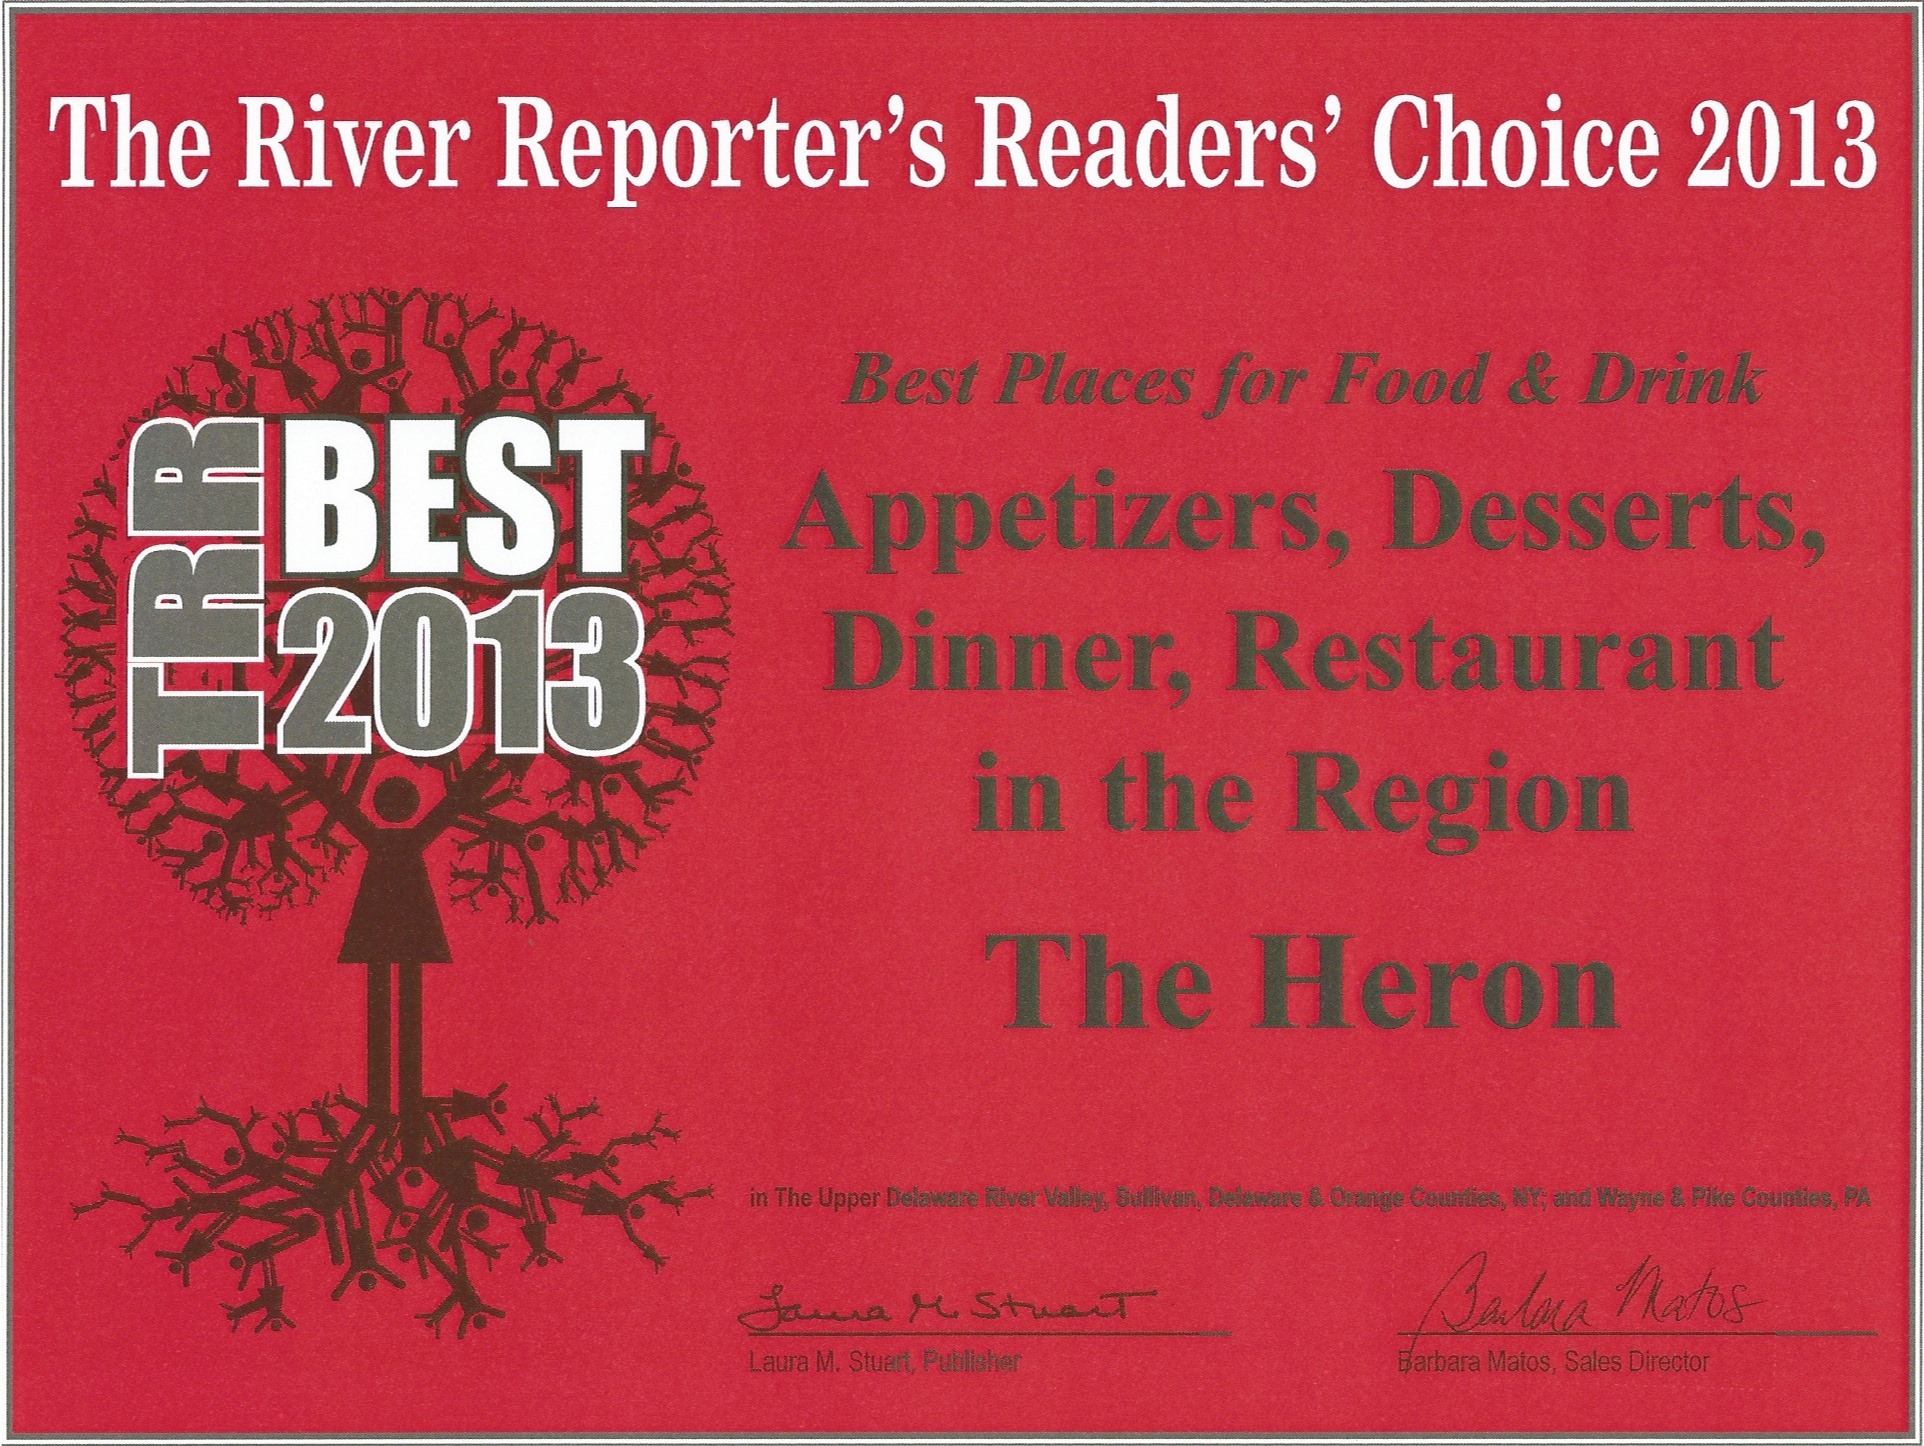 The River Reporter’s Readers’ Choice 2013
TRR
BEST
2013
Best Places for Food & Drink
Appetizers, Desserts,
Dinner, Restaurant
in the Region
The Heron
in The Upper Delaware River Valley, Sullivan, Delaware & Orange Counties, NY; and Wayne & Pike Counties, PA
Laura M. Stuart
Barbara Matos
Laura M. Stuart, Publisher
Barbara Matos, Sales Director